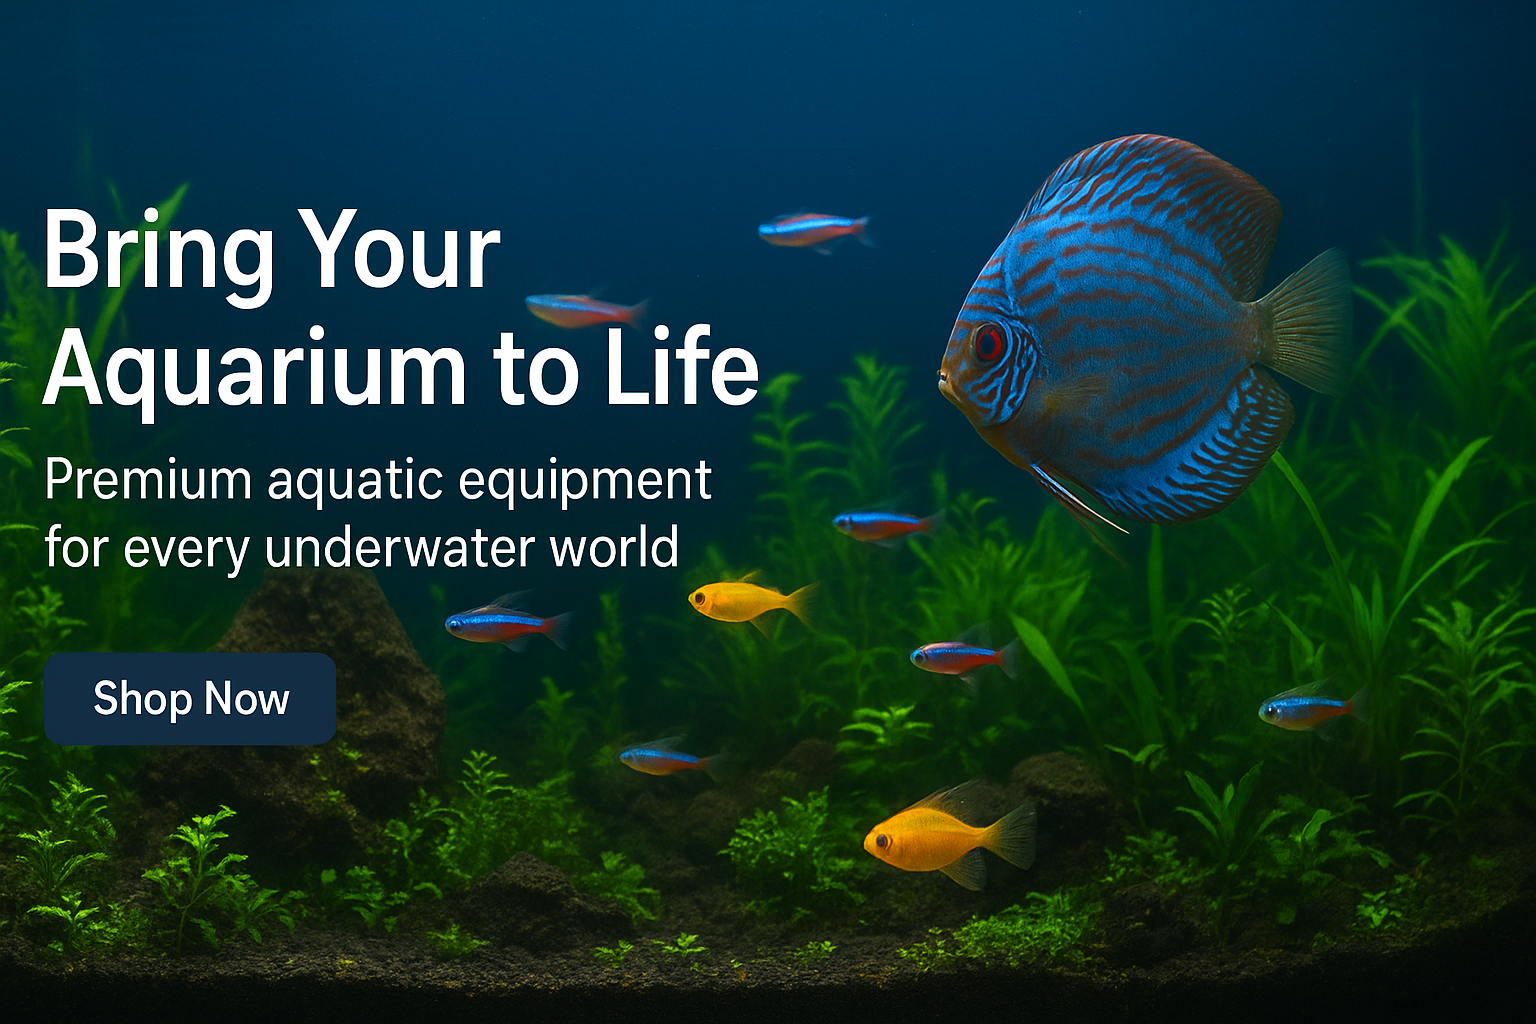 Bring Your
Aquarium to Life
Premium aquatic equipment
for every underwater world
Shop Now